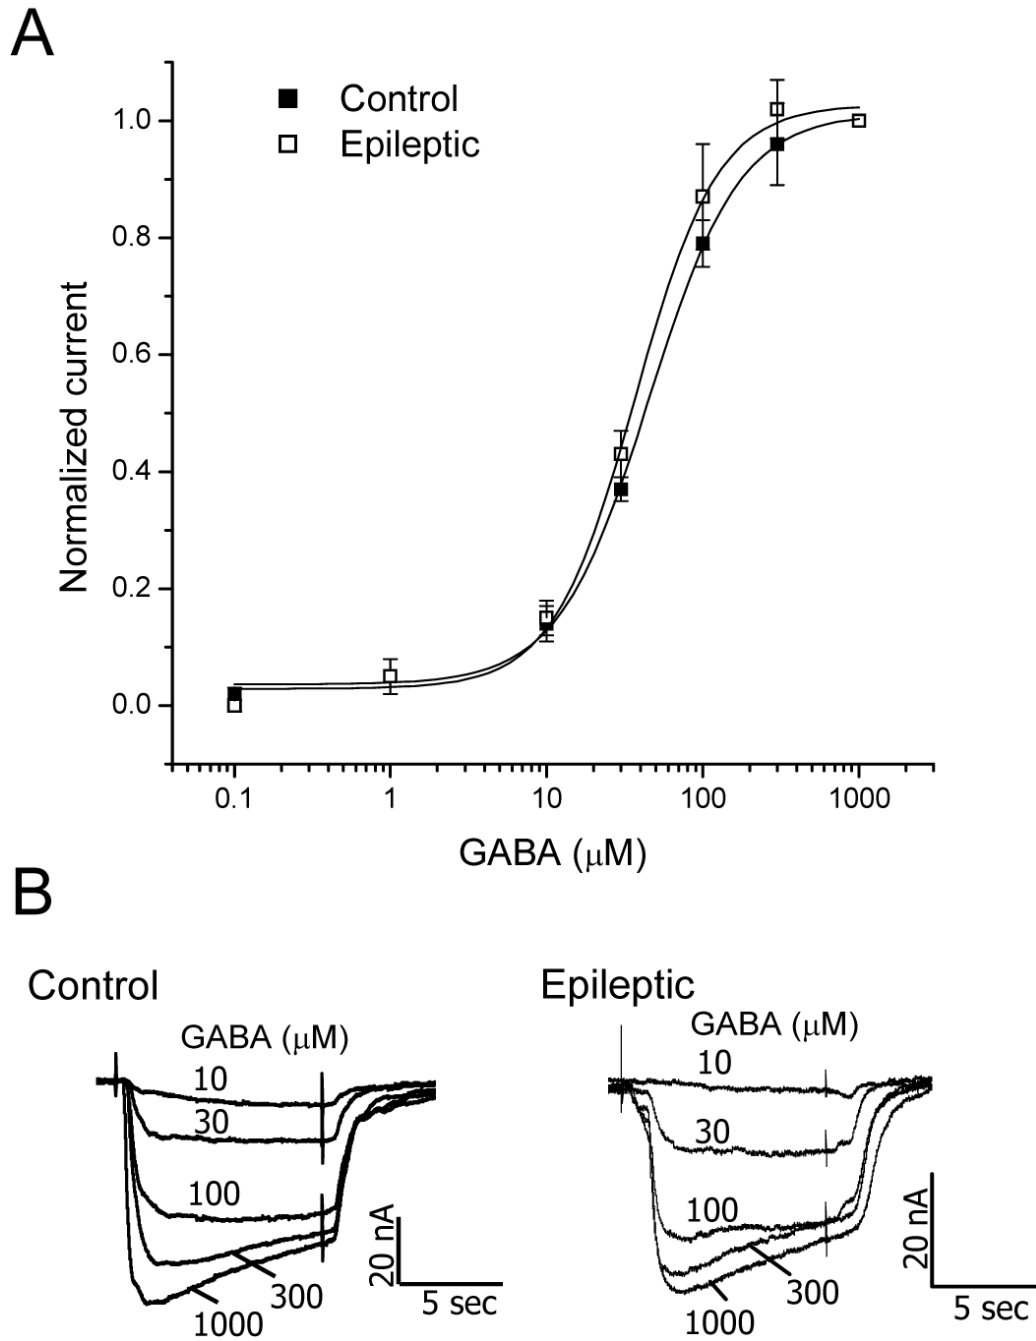 A
Control
Epileptic
1.0
0.8
0.6
0.4
0.2
0.0
Normalized current
0.1 1 10 100 1000
GABA (μM)
B
Control
GABA (μM)
10
30
100
300
1000
20 nA
5 sec
Epileptic
GABA (μM)
10
30
100
300
1000
20 nA
5 sec